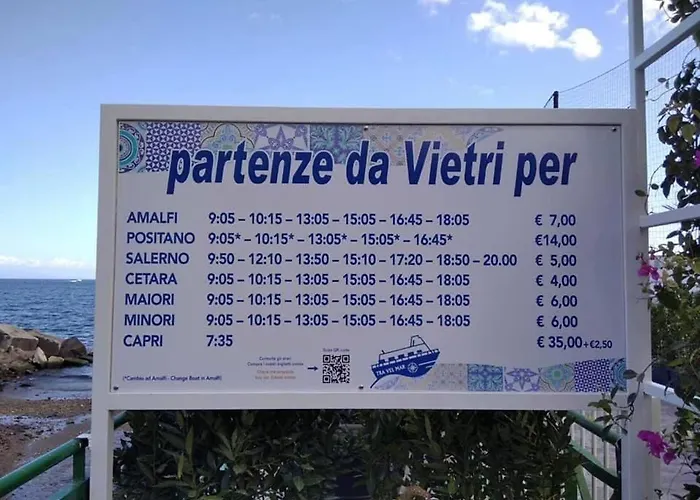 partenze da Vietri per
AMALFI 9:05 – 10:15 – 13:05 – 15:05 – 16:45 – 18:05 € 7,00
POSITANO 9:05* – 10:15* – 13:05* – 15:05* – 16:45* €14,00
SALERNO 9:50 – 12:10 – 13:50 – 15:10 – 17:20 – 18:50 – 20.00 € 5,00
CETARA 9:05 – 10:15 – 13:05 – 15:05 – 16:45 – 18:05 € 4,00
MAIORI 9:05 – 10:15 – 13:05 – 15:05 – 16:45 – 18:05 € 6,00
MINORI 9:05 – 10:15 – 13:05 – 15:05 – 16:45 – 18:05 € 6,00
CAPRI 7:35 € 35,00 +€2,50
TRA VEL MAR
(*Cambio ad Amalfi - Change Boat in Amalfi)